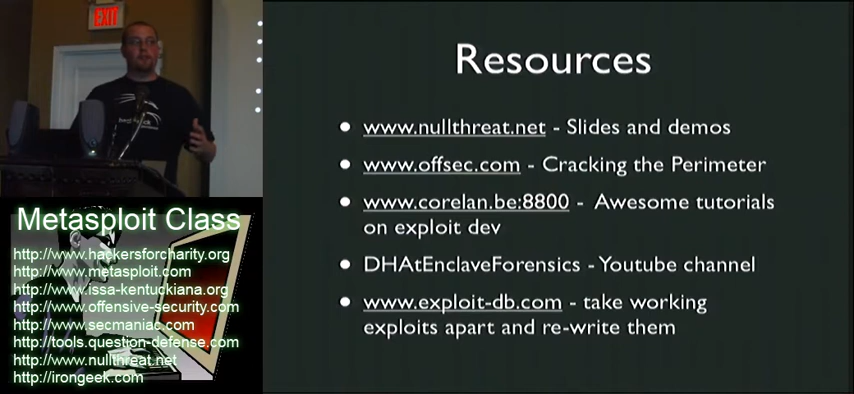 EXIT
Resources
• www.nullthreat.net - Slides and demos
• www.offsec.com - Cracking the Perimeter
• www.corelan.be:8800 - Awesome tutorials
on exploit dev
• DHAtEnclaveForensics - Youtube channel
• www.exploit-db.com - take working
exploits apart and re-write them
Metasploit Class
http://www.hackersforcharity.org
http://www.metasploit.com
http://www.issa-kentuckiana.org
http://www.offensive-security.com
http://www.secmaniac.com
http://tools.question-defense.com
http://www.nullthreat.net
http://irongeek.com